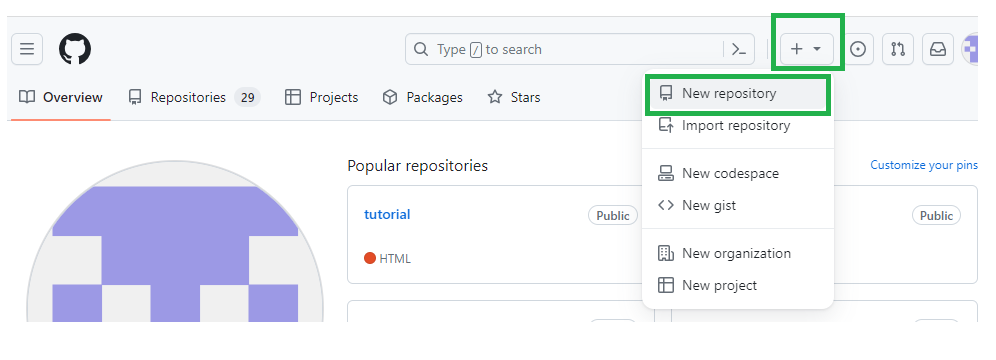 Type / to search
Overview
Repositories 29
Projects
Packages
Stars
New repository
Import repository
New codespace
New gist
New organization
New project
Popular repositories
Customize your pins
tutorial
Public
HTML
Public